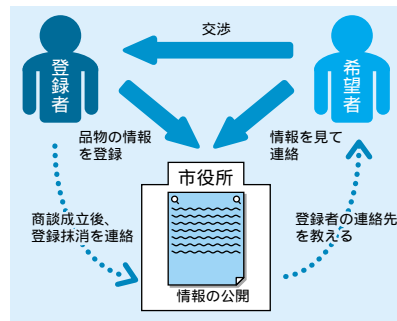 交渉
登録者
希望者
品物の情報
を登録
情報を見て
連絡
市役所
商談成立後、
登録抹消を連絡
登録者の連絡先
を教える
情報の公開